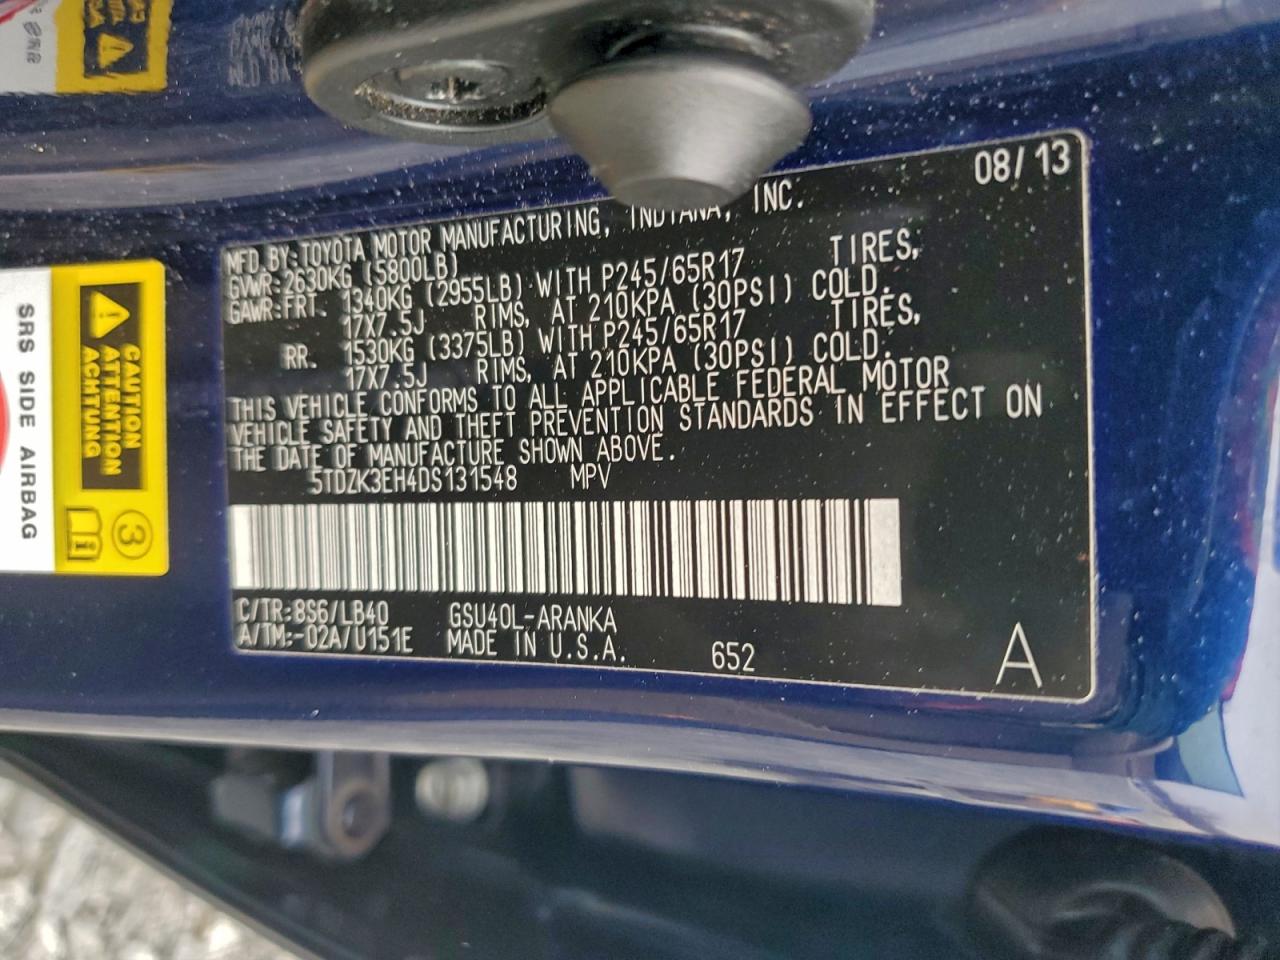 08/13
MFD BY: TOYOTA MOTOR MANUFACTURING, INDIANA, INC.
GVWR: 2630KG (5800LB)
GAWR: FRT. 1340KG (2955LB) WITH P245/65R17 TIRES,
17X7.5J RIMS, AT 210KPA (30PSI) COLD.
RR. 1530KG (3375LB) WITH P245/65R17 TIRES,
17X7.5J RIMS, AT 210KPA (30PSI) COLD.
THIS VEHICLE CONFORMS TO ALL APPLICABLE FEDERAL MOTOR
VEHICLE SAFETY AND THEFT PREVENTION STANDARDS IN EFFECT ON
THE DATE OF MANUFACTURE SHOWN ABOVE.
5TDZK3EH4DS131548 MPV
C/TR: 8S6/LB40 GSU40L-ARANKA
A/TM: -02A/U151E MADE IN U.S.A. 652
A
CAUTION
ATTENTION
ACHTUNG
3
SRS SIDE AIRBAG